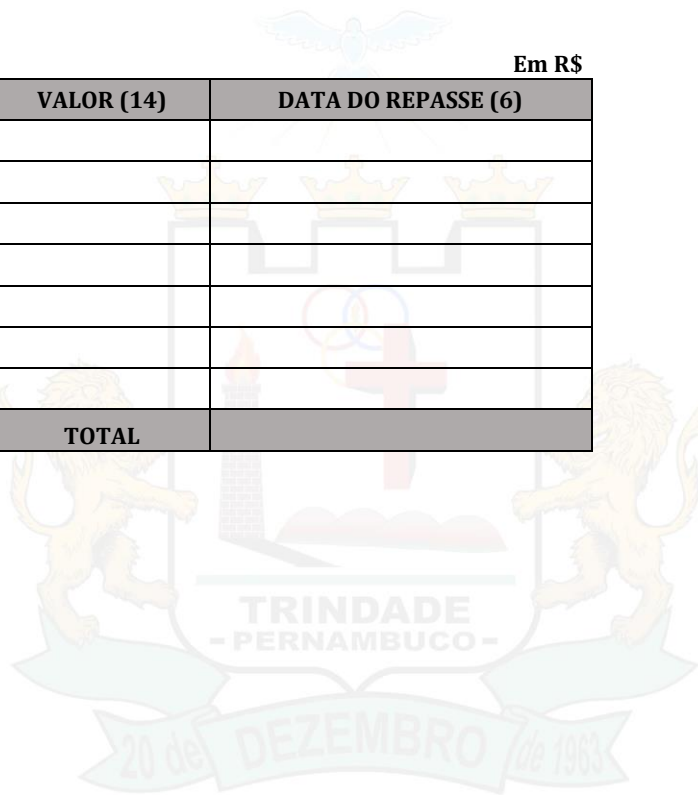 Em R$
VALOR (14) DATA DO REPASSE (6)
TOTAL
TRINDADE
- PERNAMBUCO -
20 de DEZEMBRO de 1963